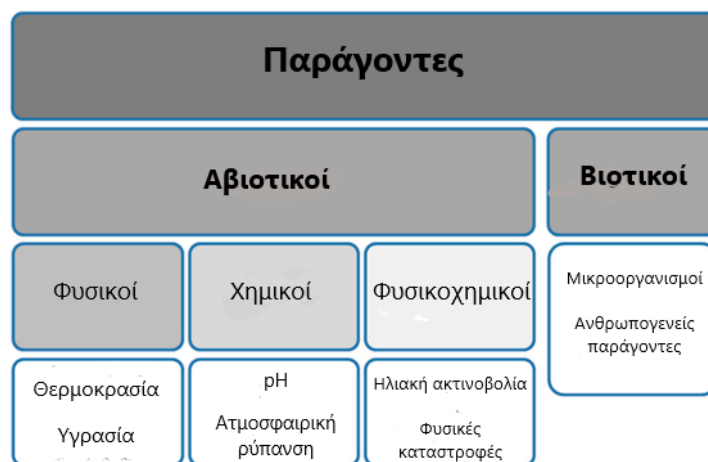 Παράγοντες
Αβιοτικοί
Βιοτικοί
Φυσικοί
Χημικοί
Φυσικοχημικοί
Μικροοργανισμοί
Ανθρωπογενείς
παράγοντες
Θερμοκρασία
Υγρασία
pH
Ατμοσφαιρική
ρύπανση
Ηλιακή ακτινοβολία
Φυσικές
καταστροφές